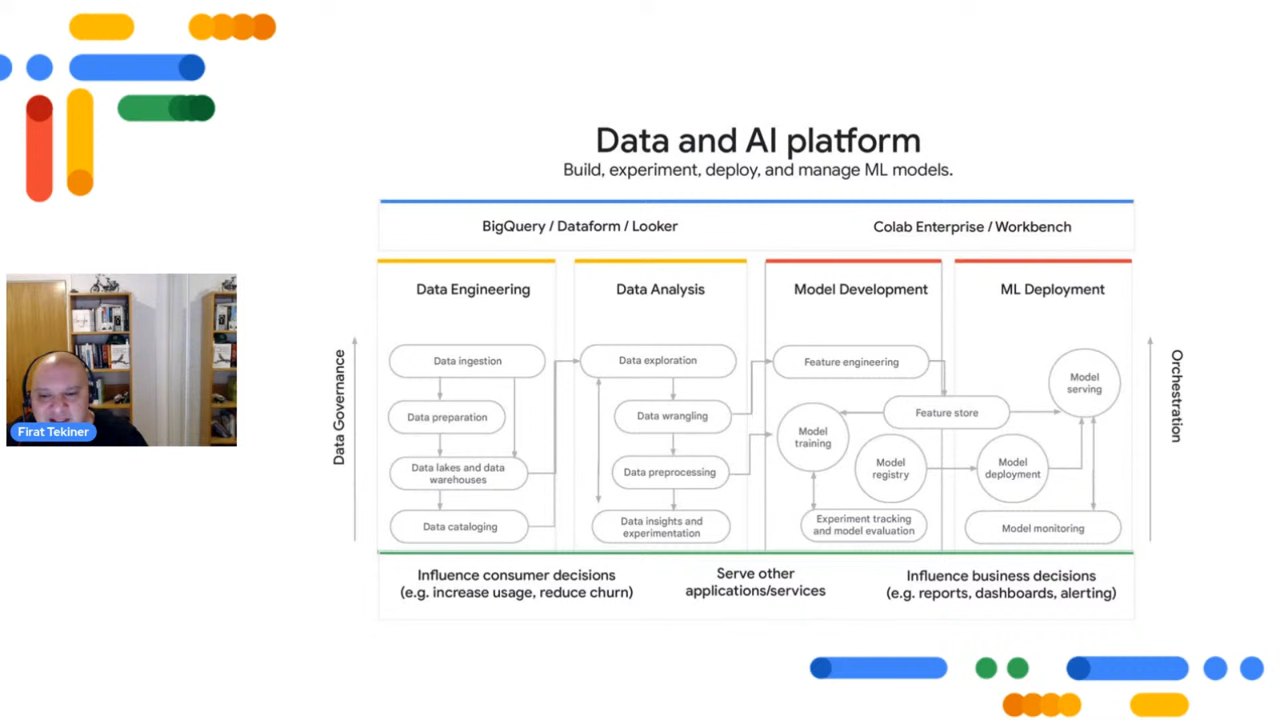 Data and AI platform
Build, experiment, deploy, and manage ML models.
BigQuery / Dataform / Looker
Colab Enterprise / Workbench
Data Engineering
Data Analysis
Model Development
ML Deployment
Data Governance
Data ingestion
Data preparation
Data lakes and data
warehouses
Data cataloging
Data exploration
Data wrangling
Data preprocessing
Data insights and
experimentation
Feature engineering
Feature store
Model
training
Model
registry
Experiment tracking
and model evaluation
Model
serving
Model
deployment
Model monitoring
Orchestration
Influence consumer decisions
(e.g. increase usage, reduce churn)
Serve other
applications/services
Influence business decisions
(e.g. reports, dashboards, alerting)
Firat Tekiner